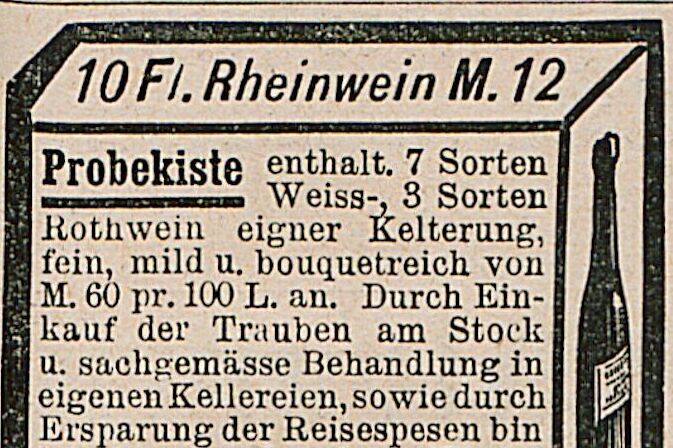 10 Fl. Rheinwein M. 12
Probekiste enthalt. 7 Sorten
Weiss-, 3 Sorten
Rothwein eigner Kelterung,
fein, mild u. bouquetreich von
M. 60 pr. 100 L. an. Durch Ein-
kauf der Trauben am Stock
u. sachgemässe Behandlung in
eigenen Kellereien, sowie durch
Ersparung der Reisespesen bin